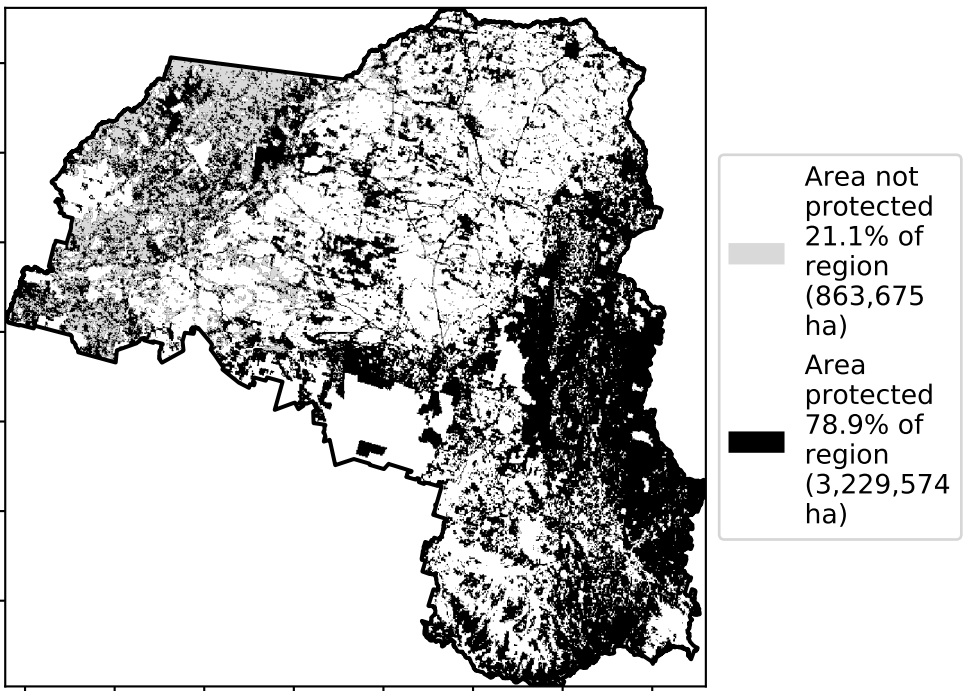 Area not
protected
21.1% of
region
(863,675
ha)
Area
protected
78.9% of
region
(3,229,574
ha)